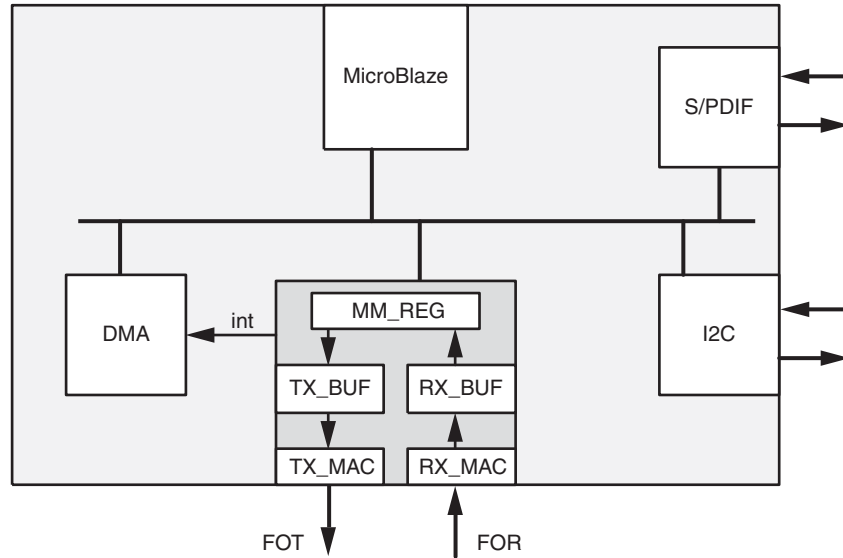 MicroBlaze
S/PDIF
DMA
int
MM_REG
I2C
TX_BUF
RX_BUF
TX_MAC
RX_MAC
FOT
FOR